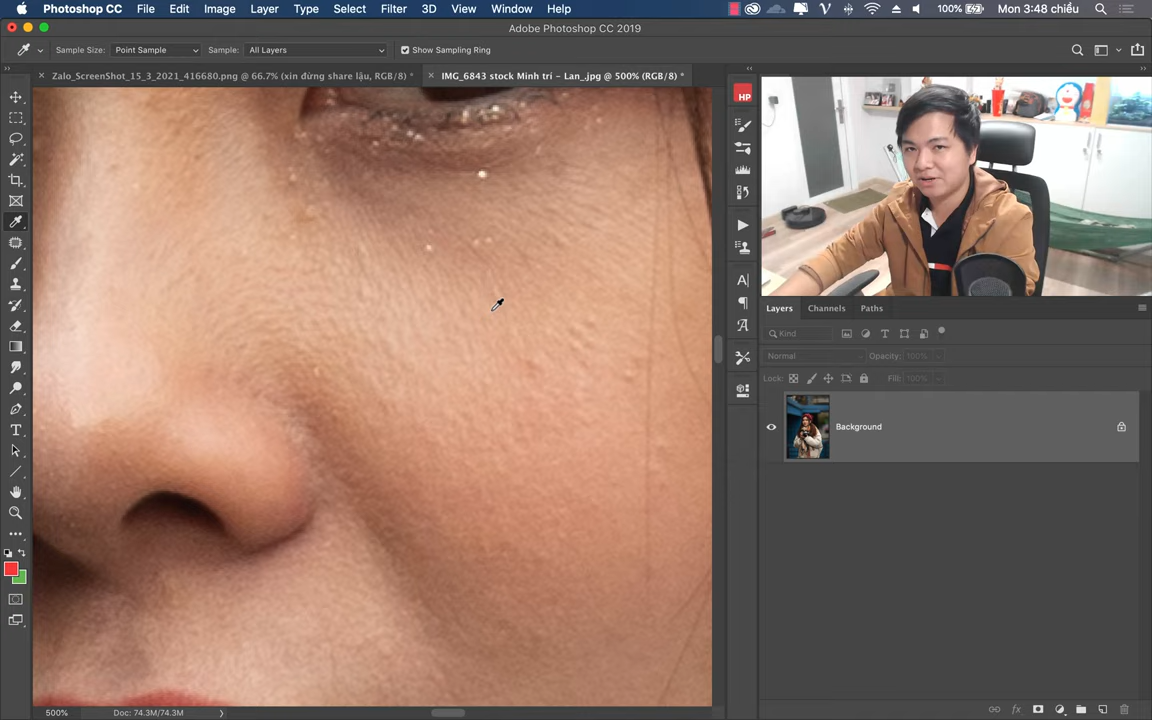 Photoshop CC File Edit Image Layer Type Select Filter 3D View Window Help 100% Mon 3:48 chiều
Adobe Photoshop CC 2019
Sample Size: Point Sample Sample: All Layers Show Sampling Ring
Zalo_ScreenShot_15_3_2021_416680.png @ 66.7% (xin đừng share lậu, RGB/8) *
IMG_6843 stock Minh trí - Lan_.jpg @ 500% (RGB/8) *
HP
Layers Channels Paths
Kind
Normal Opacity: 100%
Lock: Fill: 100%
Background
500% Doc: 74.3M/74.3M